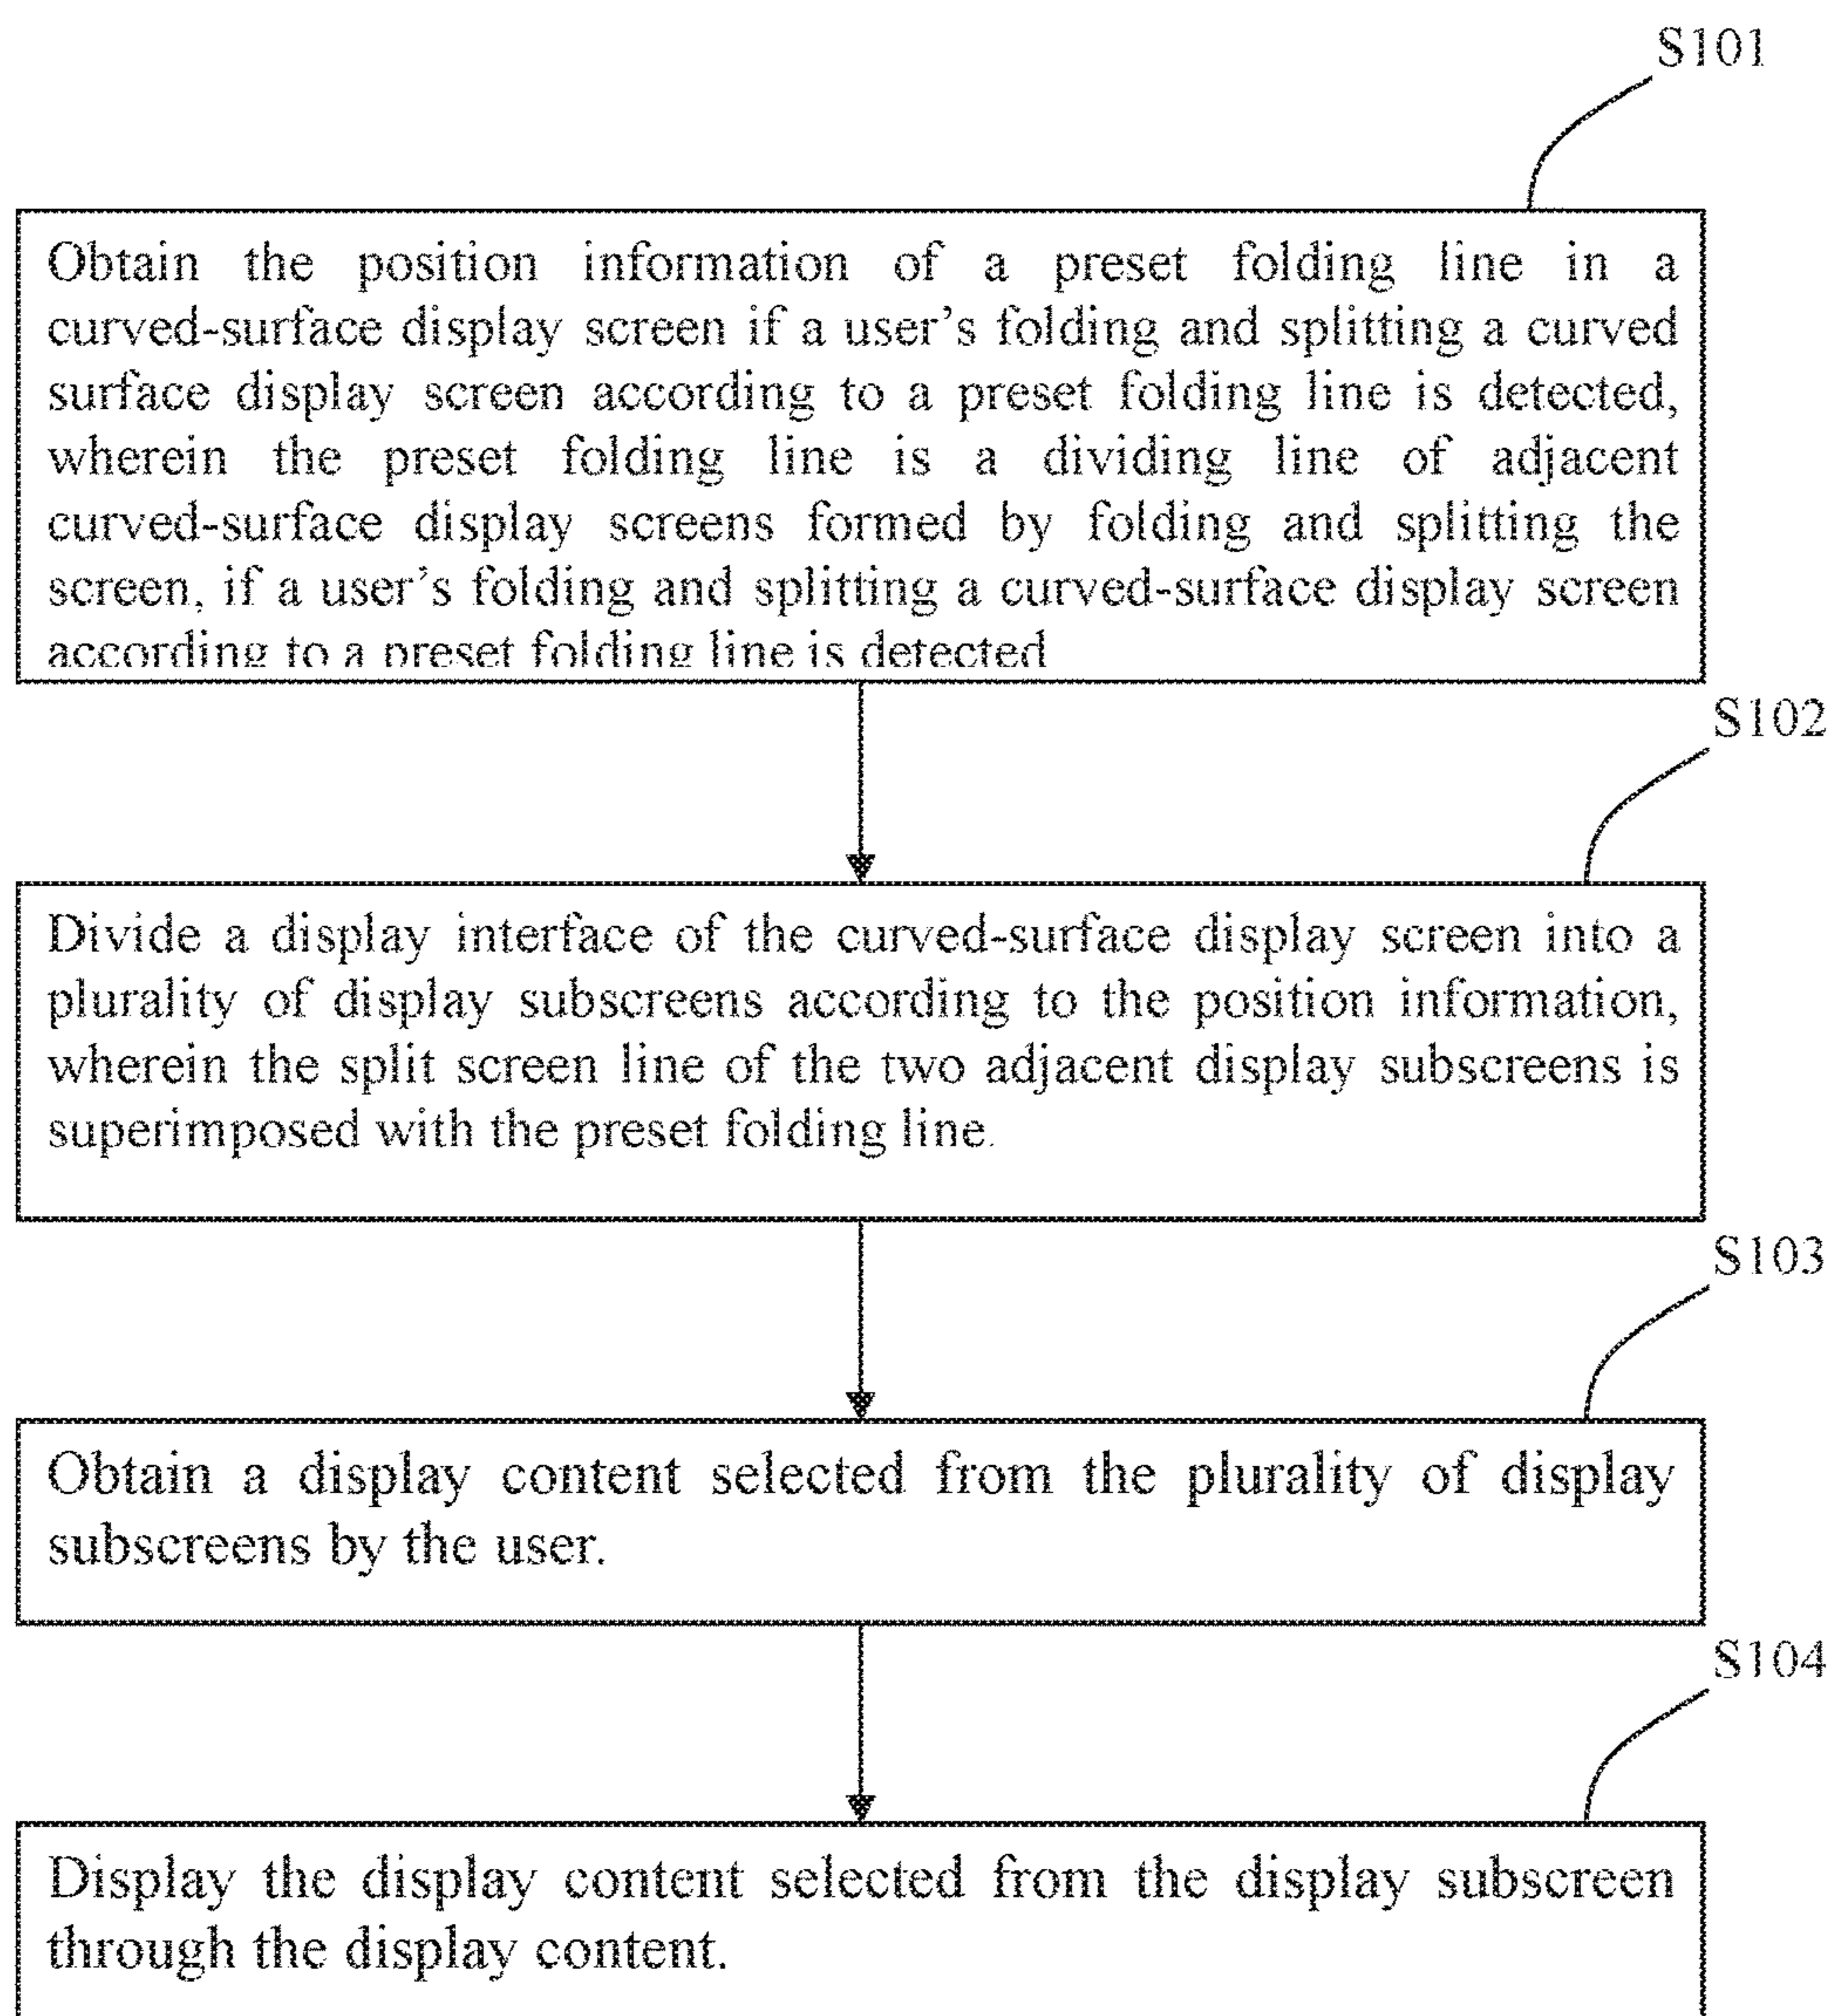 S101
Obtain the position information of a preset folding line in a
curved-surface display screen if a user's folding and splitting a curved
surface display screen according to a preset folding line is detected,
wherein the preset folding line is a dividing line of adjacent
curved-surface display screens formed by folding and splitting the
screen, if a user's folding and splitting a curved-surface display screen
according to a preset folding line is detected
S102
Divide a display interface of the curved-surface display screen into a
plurality of display subscreens according to the position information,
wherein the split screen line of the two adjacent display subscreens is
superimposed with the preset folding line.
S103
Obtain a display content selected from the plurality of display
subscreens by the user.
S104
Display the display content selected from the display subscreen
through the display content.